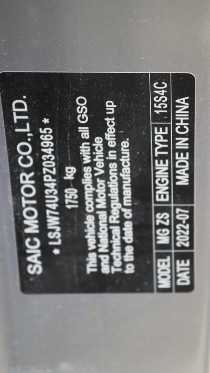 SAIC MOTOR CO.,LTD.
* LSJW74U34PZ034965 *
1750 kg
This vehicle complies with all GSO
and National Motor Vehicle
Technical Regulations in effect up
to the date of manufacture.
MODEL MG ZS ENGINE TYPE 15S4C
DATE 2022-07 MADE IN CHINA